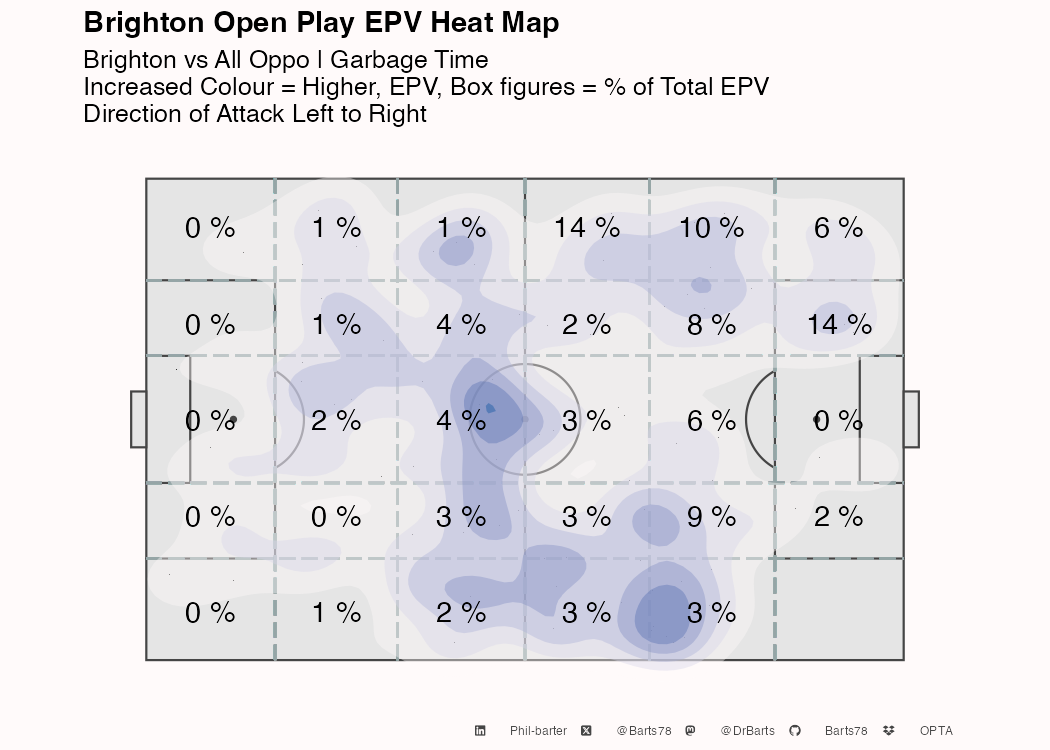 Brighton Open Play EPV Heat Map
Brighton vs All Oppo | Garbage Time
Increased Colour = Higher, EPV, Box figures = % of Total EPV
Direction of Attack Left to Right
0 % 1 % 1 % 14 % 10 % 6 %
0 % 1 % 4 % 2 % 8 % 14 %
0 % 2 % 4 % 3 % 6 % 0 %
0 % 0 % 3 % 3 % 9 % 2 %
0 % 1 % 2 % 3 % 3 %
Phil-barter @Barts78 @DrBarts Barts78 OPTA